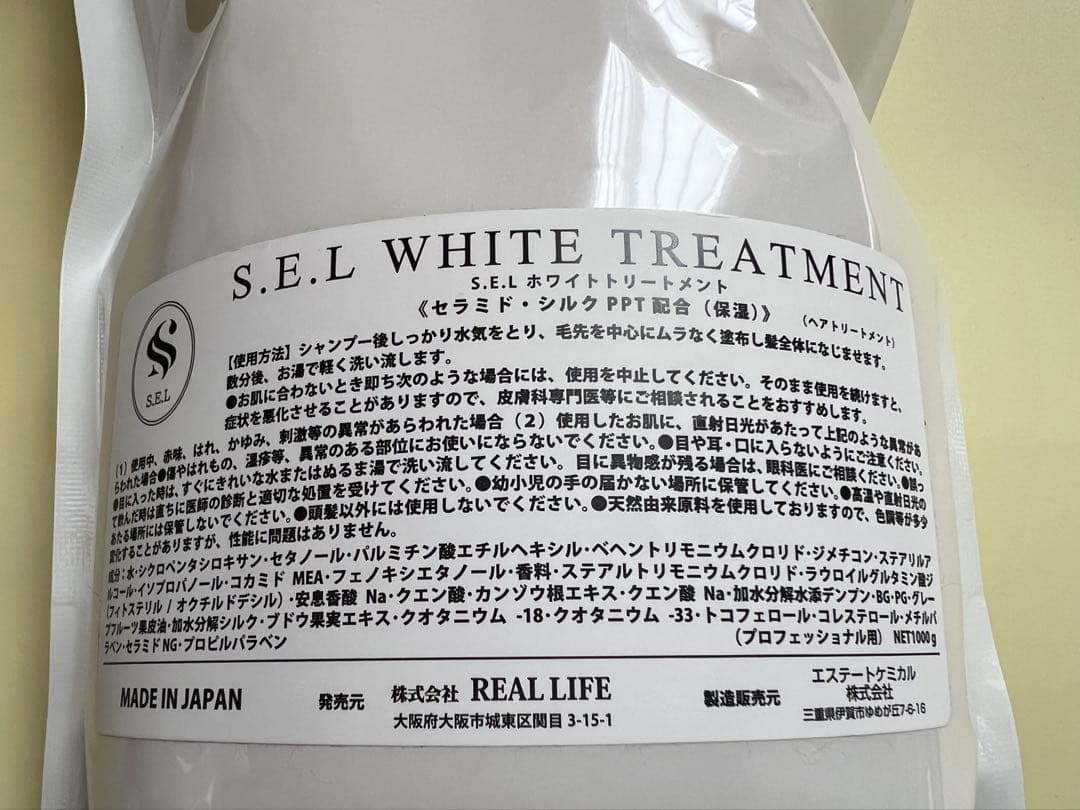 S.E.L WHITE TREATMENT
S.E.L ホワイトトリートメント
《セラミド・シルク PPT 配合（保湿）》
（ヘアトリートメント）
S
S.E.L
【使用方法】シャンプー後しっかり水気をとり、毛先を中心にムラなく塗布し髪全体になじませます。
数分後、お湯で軽く洗い流します。
●お肌に合わないとき即ち次のような場合には、使用を中止してください。そのまま使用を続けますと、
症状を悪化させることがありますので、皮膚科専門医等にご相談されることをおすすめします。
（1）使用中、赤味、はれ、かゆみ、刺激等の異常があらわれた場合（2）使用したお肌に、直射日光があたって上記のような異常があ
らわれた場合●傷やはれもの、湿疹等、異常のある部位にお使いにならないでください。●目や耳・口に入らないようにご注意ください。
●目に入った時は、すぐにきれいな水またはぬるま湯で洗い流してください。目に異物感が残る場合は、眼科医にご相談ください。●誤っ
て飲んだ時は直ちに医師の診断と適切な処置を受けてください。●幼小児の手の届かない場所に保管してください。●高温や直射日光の
あたる場所には保管しないでください。●頭髪以外には使用しないでください。●天然由来原料を使用しておりますので、色調等が多少
変化することがありますが、性能に問題はありません。
成分：水・シクロペンタシロキサン・セタノール・パルミチン酸エチルヘキシル・ベヘントリモニウムクロリド・ジメチコン・ステアリルア
ルコール・イソプロパノール・コカミド MEA・フェノキシエタノール・香料・ステアルトリモニウムクロリド・ラウロイルグルタミン酸ジ
（フィトステリル / オクチルドデシル）・安息香酸 Na・クエン酸・カンゾウ根エキス・クエン酸 Na・加水分解水添デンプン・BG・PG・グレー
プフルーツ果皮油・加水分解シルク・ブドウ果実エキス・クオタニウム -18・クオタニウム -33・トコフェロール・コレステロール・メチルパ
ラベン・セラミドNG・プロピルパラベン
（プロフェッショナル用） NET1000g
MADE IN JAPAN
発売元 株式会社 REAL LIFE
大阪府大阪市城東区関目 3-15-1
製造販売元 エステートケミカル
株式会社
三重県伊賀市ゆめが丘7-6-16